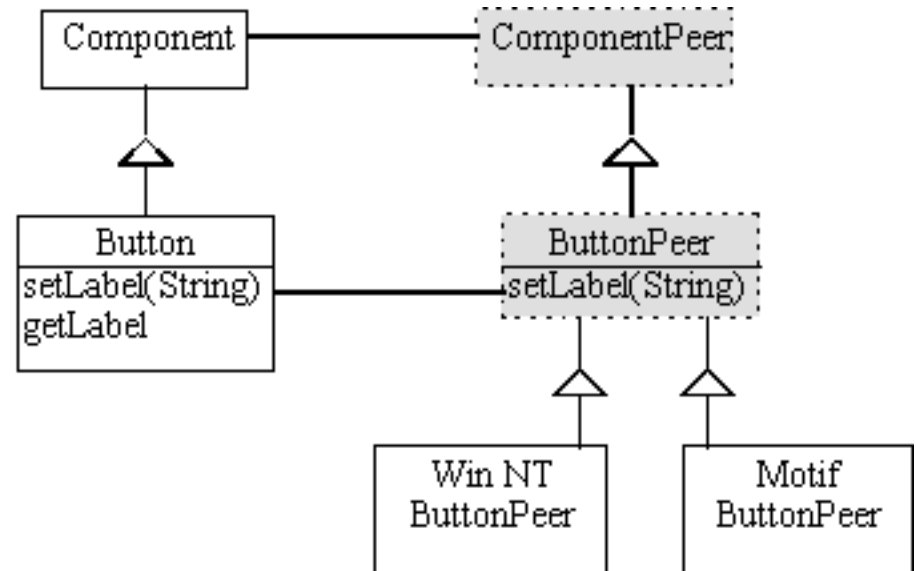 Component
ComponentPeer
Button
setLabel(String)
getLabel
ButtonPeer
setLabel(String)
Win NT
ButtonPeer
Motif
ButtonPeer